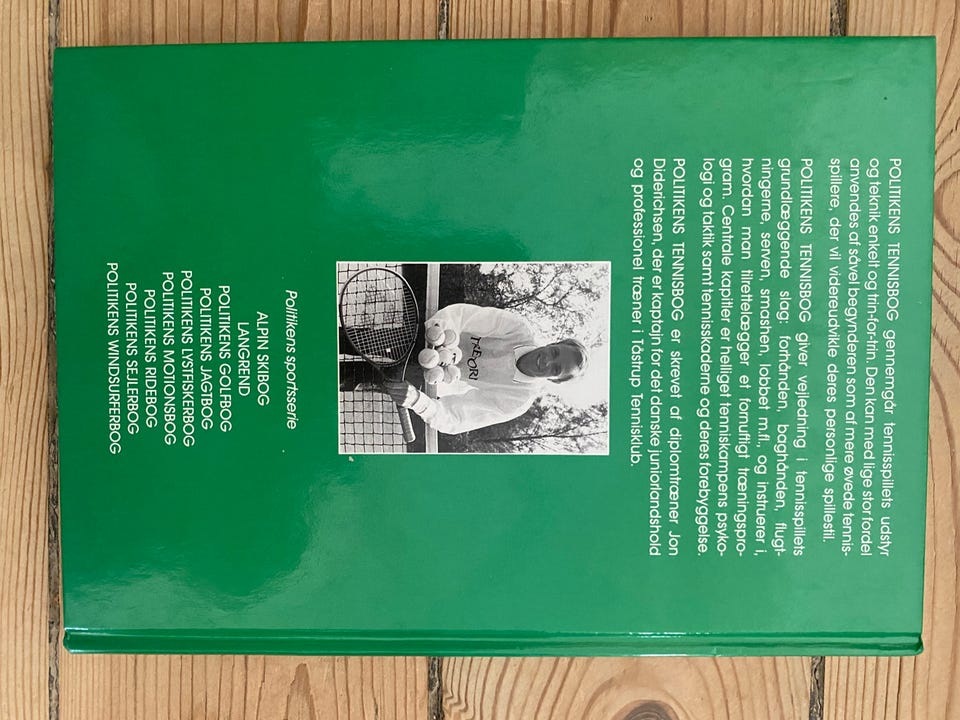 POLITIKENS TENNISBOG gennemgår tennisspillets udstyr
og teknik enkelt og trin-for-trin. Den kan med lige stor fordel
anvendes af såvel begynderen som af mere øvede tennis-
spillere, der vil videreudvikle deres personlige spillestil.
POLITIKENS TENNISBOG giver vejledning i tennisspillets
grundlæggende slag: forhånden, baghånden, flugt-
ningerne, serven, smashen, lobbet m.fl., og instruerer i,
hvordan man tilrettelægger et fornuftigt træningspro-
gram. Centrale kapitler er helliget tenniskampens psyko-
logi og taktik samt tennisskaderne og deres forebyggelse.
POLITIKENS TENNISBOG er skrevet af diplomtræner Jon
Diderichsen, der er kaptajn for det danske juniorlandshold
og professionel træner i Tåstrup Tennisklub.
Politikens sportsserie
ALPIN SKIBOG
LANGREND
POLITIKENS GOLFBOG
POLITIKENS JAGTBOG
POLITIKENS LYSTFISKERBOG
POLITIKENS MOTIONSBOG
POLITIKENS RIDEBOG
POLITIKENS SEJLERBOG
POLITIKENS WINDSURFERBOG